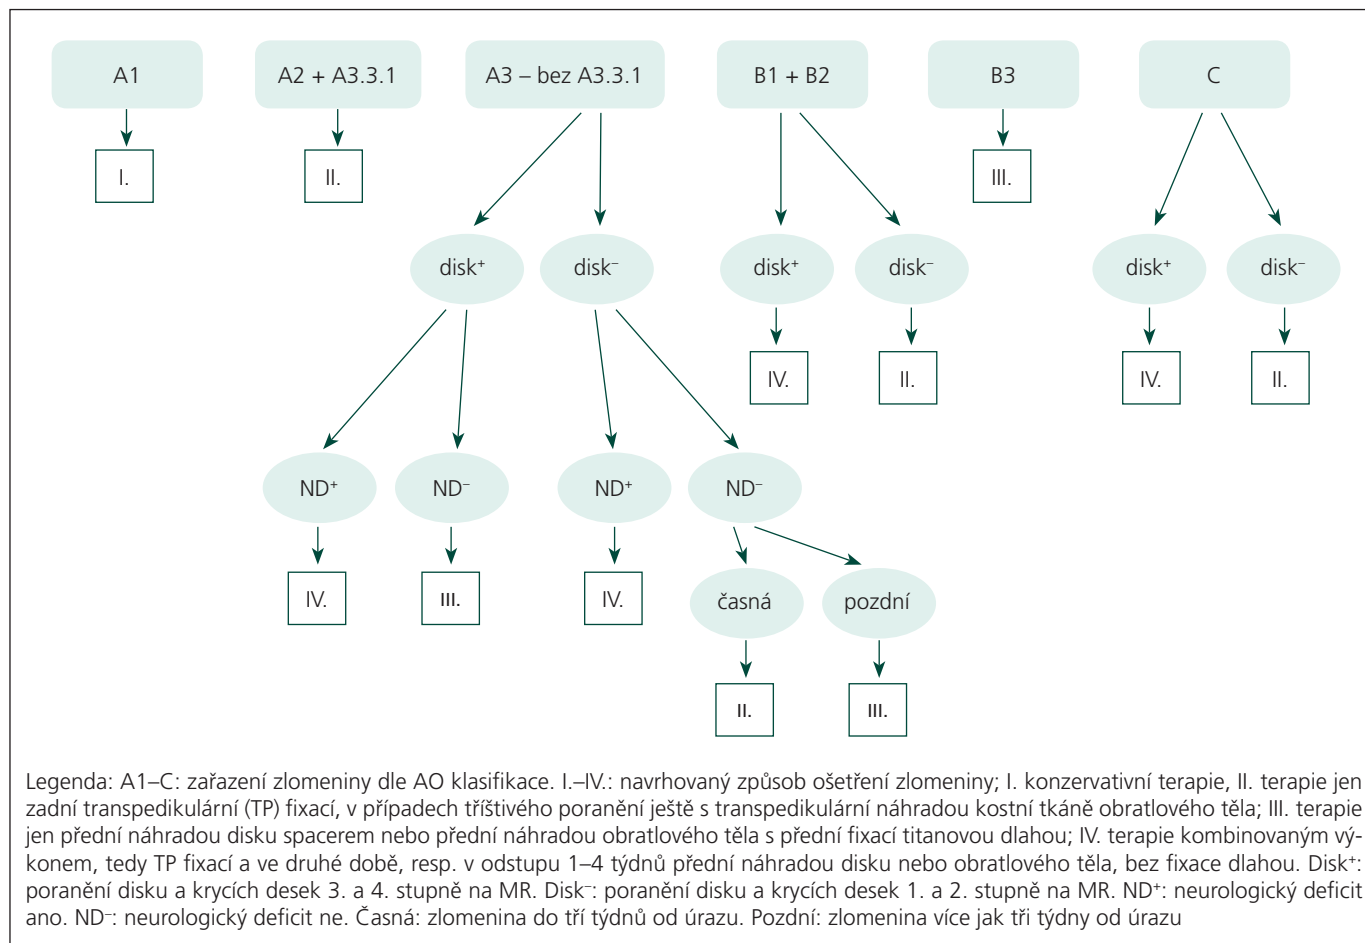 A1
A2 + A3.3.1
A3 – bez A3.3.1
B1 + B2
B3
C
I.
II.
III.
disk⁺
disk⁻
disk⁺
disk⁻
disk⁺
disk⁻
IV.
II.
IV.
II.
ND⁺
ND⁻
ND⁺
ND⁻
IV.
III.
IV.
časná
pozdní
II.
III.
Legenda: A1–C: zařazení zlomeniny dle AO klasifikace. I.–IV.: navrhovaný způsob ošetření zlomeniny; I. konzervativní terapie, II. terapie jen
zadní transpedikulární (TP) fixací, v případech tříštivého poranění ještě s transpedikulární náhradou kostní tkáně obratlového těla; III. terapie
jen přední náhradou disku spacerem nebo přední náhradou obratlového těla s přední fixací titanovou dlahou; IV. terapie kombinovaným vý-
konem, tedy TP fixací a ve druhé době, resp. v odstupu 1–4 týdnů přední náhradou disku nebo obratlového těla, bez fixace dlahou. Disk⁺:
poranění disku a krycích desek 3. a 4. stupně na MR. Disk⁻: poranění disku a krycích desek 1. a 2. stupně na MR. ND⁺: neurologický deficit
ano. ND⁻: neurologický deficit ne. Časná: zlomenina do tří týdnů od úrazu. Pozdní: zlomenina více jak tři týdny od úrazu